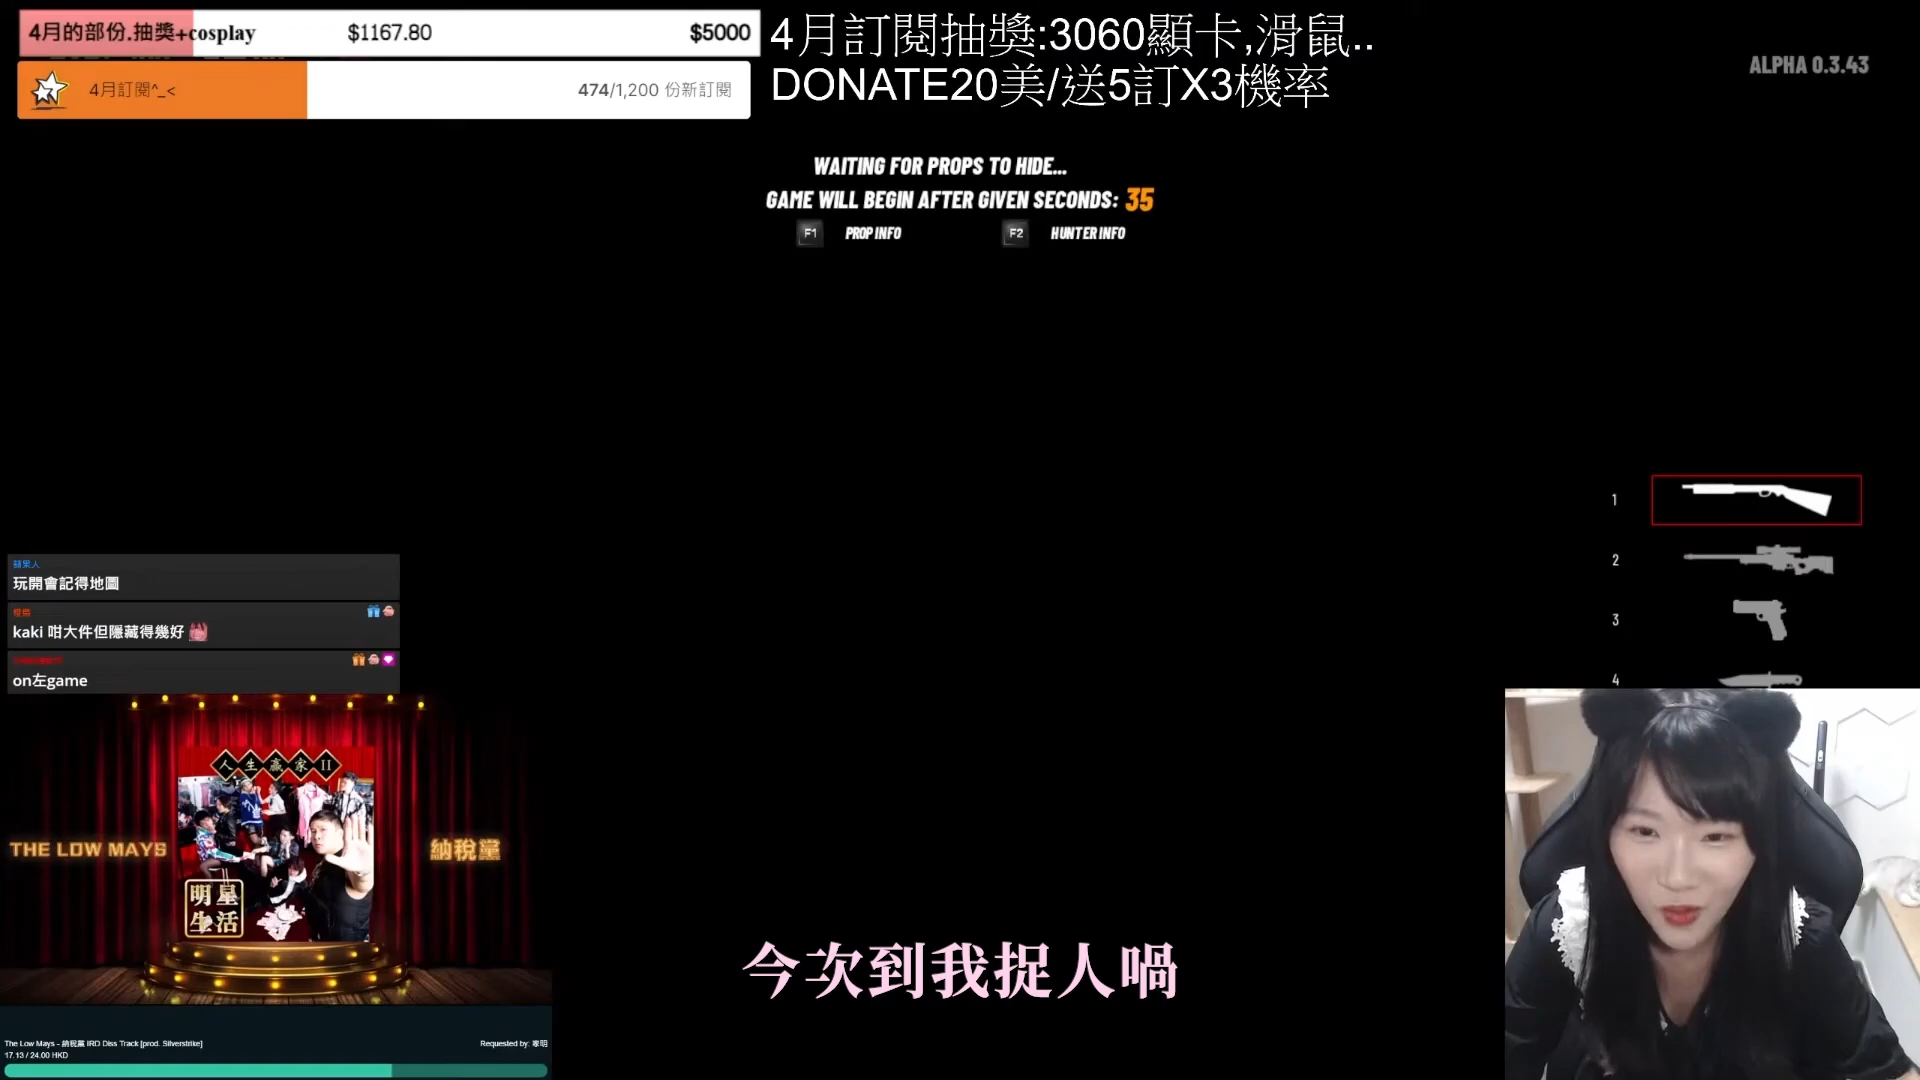 4月的部份.抽獎+cosplay $1167.80 $5000
4月訂閱^_< 474/1,200 份新訂閱
4月訂閱抽獎:3060顯卡,滑鼠..
DONATE20美/送5訂X3機率
ALPHA 0.3.43
WAITING FOR PROPS TO HIDE...
GAME WILL BEGIN AFTER GIVEN SECONDS: 35
F1 PROP INFO F2 HUNTER INFO
1
2
3
4
蘋果人
玩開會記得地圖
kaki 咁大件但隱藏得幾好
on左game
人生贏家II
THE LOW MAYS
納稅黨
明星
生活
今次到我捉人喎
The Low Mays - 納稅黨 IRD Diss Track [prod. Silverstrike] Requested by: 家明
17.13 / 24.00 HKD